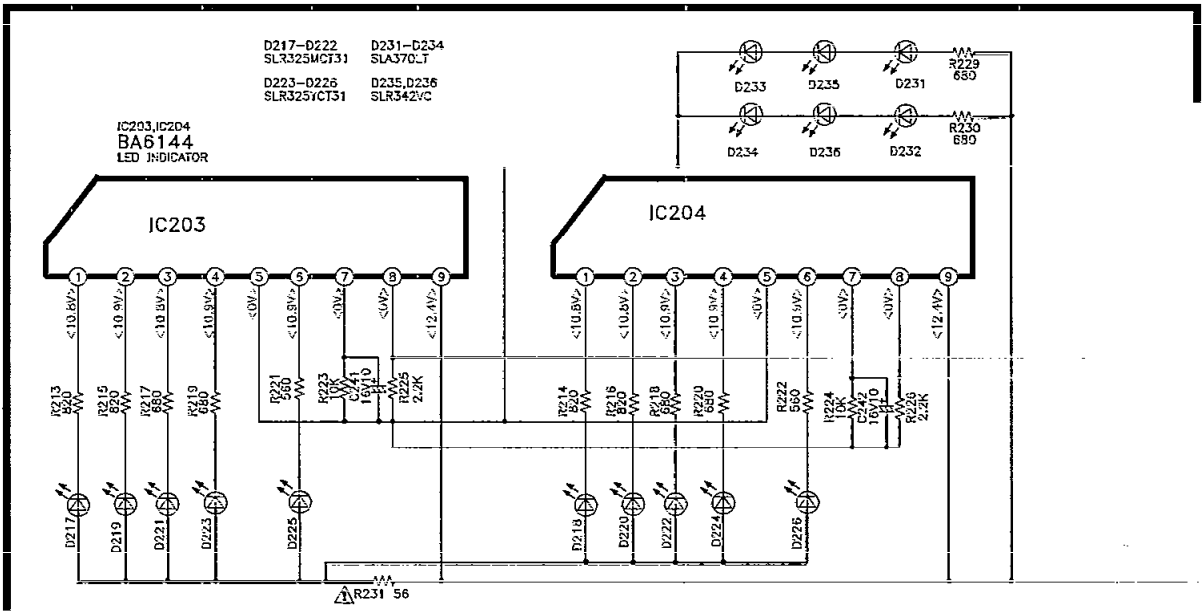 D217-D222 D231-D234
SLR325MCT31 SLA370LT
D223-D226 D235,D236
SLR325YCT31 SLR342VC
IC203,IC204
BA6144
LED INDICATOR
D233 D235 D231 R229
680
D234 D236 D232 R230
680
IC203
IC204
1 2 3 4 5 6 7 8 9
1 2 3 4 5 6 7 8 9
<10.8V> <10.9V> <10.8V> <10.9V> <0V> <10.9V> <0V> <0V> <12.4V>
<10.8V> <10.8V> <10.9V> <10.9V> <0V> <10.9V> <0V> <0V> <12.4V>
R213
820
R215
820
R217
680
R219
680
R221
560
R223
10K
C241
16V10
R225
2.2K
R214
820
R216
820
R218
680
R220
680
R222
560
R224
10K
C242
16V10
R226
2.2K
D217 D219 D221 D223 D225
D218 D220 D222 D224 D226
R231 56